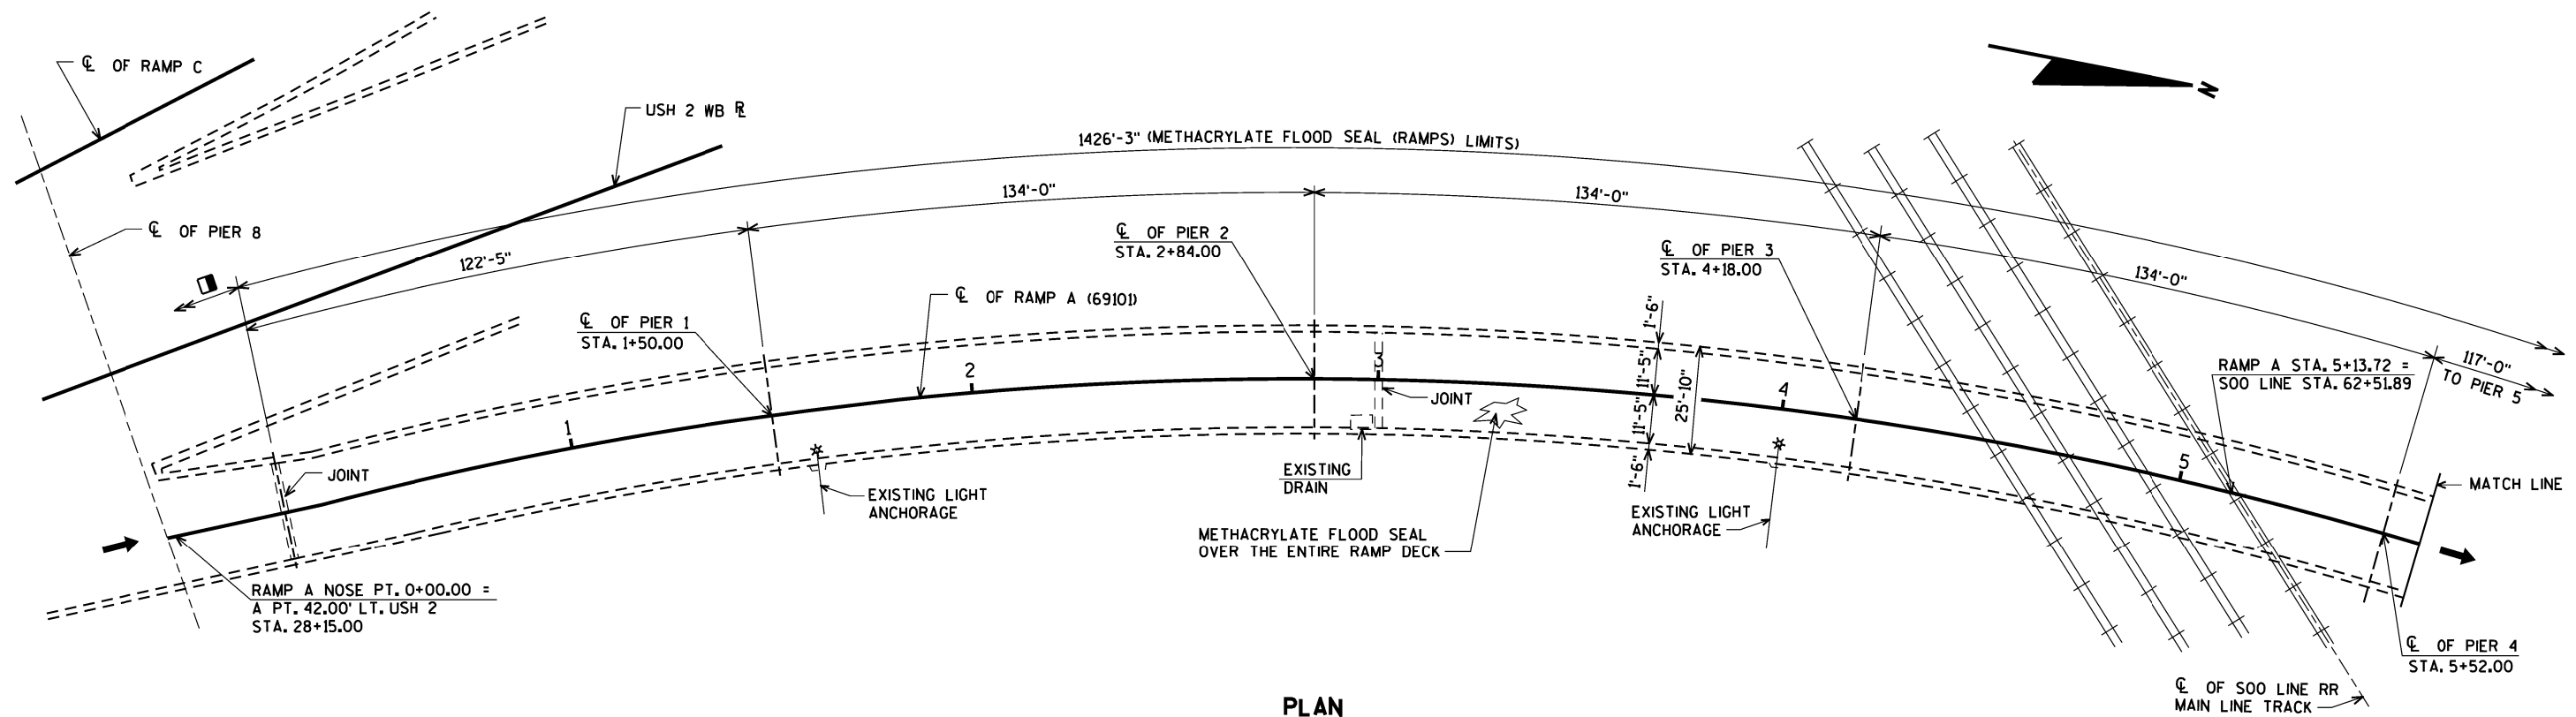 ℄ OF RAMP C
USH 2 WB R̲L
1426'-3" (METHACRYLATE FLOOD SEAL (RAMPS) LIMITS)
N
134'-0"
134'-0"
℄ OF PIER 8
122'-5"
℄ OF PIER 2
STA. 2+84.00
℄ OF PIER 3
STA. 4+18.00
134'-0"
℄ OF RAMP A (69101)
℄ OF PIER 1
STA. 1+50.00
1'-6"
11'-5"
11'-5"
1'-6"
25'-10"
RAMP A STA. 5+13.72 =
SOO LINE STA. 62+51.89
117'-0"
TO PIER 5
1
2
3
4
5
JOINT
JOINT
EXISTING LIGHT
ANCHORAGE
EXISTING
DRAIN
METHACRYLATE FLOOD SEAL
OVER THE ENTIRE RAMP DECK
EXISTING LIGHT
ANCHORAGE
MATCH LINE
RAMP A NOSE PT. 0+00.00 =
A PT. 42.00' LT. USH 2
STA. 28+15.00
℄ OF PIER 4
STA. 5+52.00
℄ OF SOO LINE RR
MAIN LINE TRACK
PLAN